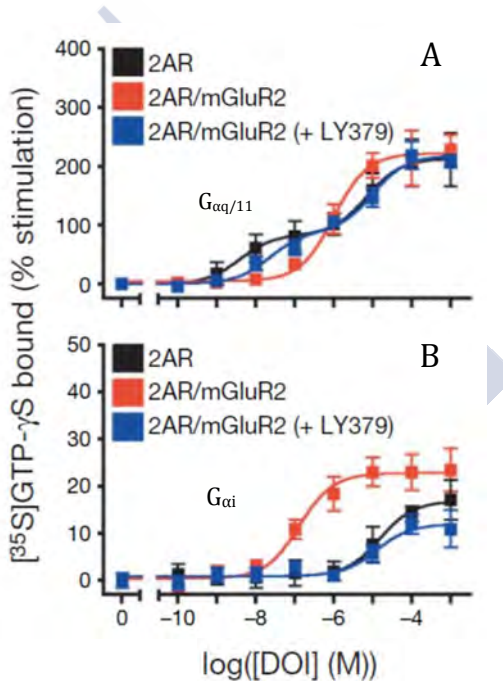 A
2AR
2AR/mGluR2
2AR/mGluR2 (+ LY379)
Gαq/11
400
300
200
100
0
B
2AR
2AR/mGluR2
2AR/mGluR2 (+ LY379)
Gαi
50
40
30
20
10
0
[³⁵S]GTP-γS bound (% stimulation)
0 −10 −8 −6 −4
log([DOI] (M))